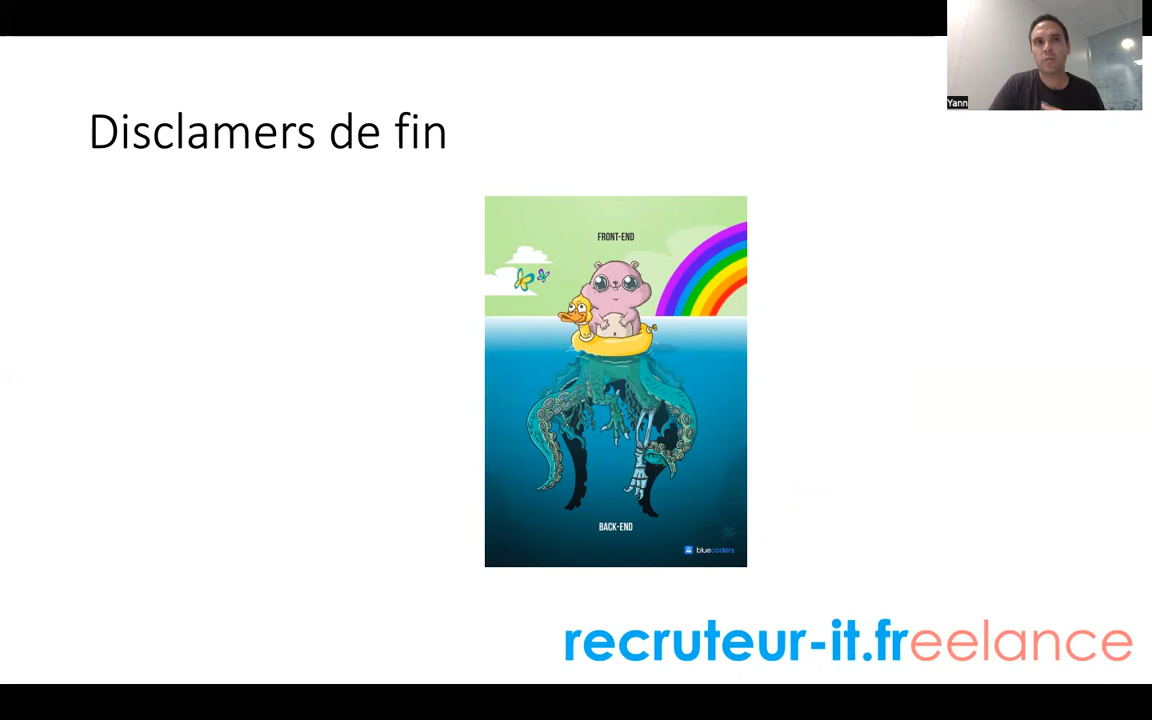 Yann
Disclamers de fin
FRONT-END
BACK-END
bluecoders
recruteur-it.freelance